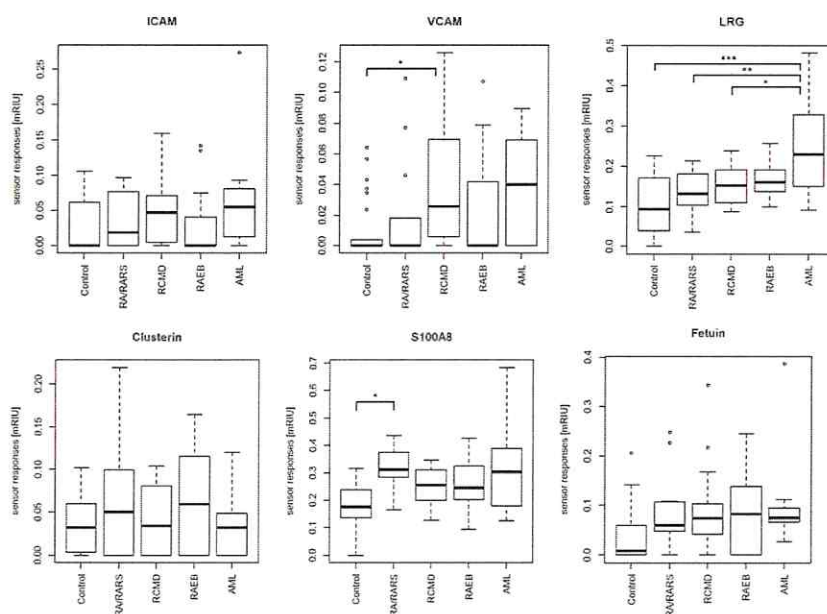 ICAM
sensor responses [mRIU]
0.00 0.05 0.10 0.15 0.20 0.25
Control RA/RARS RCMD RAEB AML
VCAM
*
sensor responses [mRIU]
0.00 0.02 0.04 0.06 0.08 0.10 0.12
Control RA/RARS RCMD RAEB AML
LRG
***
**
*
sensor responses [mRIU]
0.0 0.1 0.2 0.3 0.4 0.5
Control RA/RARS RCMD RAEB AML
Clusterin
sensor responses [mRIU]
0.00 0.05 0.10 0.15 0.20
Control RA/RARS RCMD RAEB AML
S100A8
*
sensor responses [mRIU]
0.0 0.1 0.2 0.3 0.4 0.5 0.6 0.7
Control RA/RARS RCMD RAEB AML
Fetuin
sensor responses [mRIU]
0.0 0.1 0.2 0.3 0.4
Control RA/RARS RCMD RAEB AML